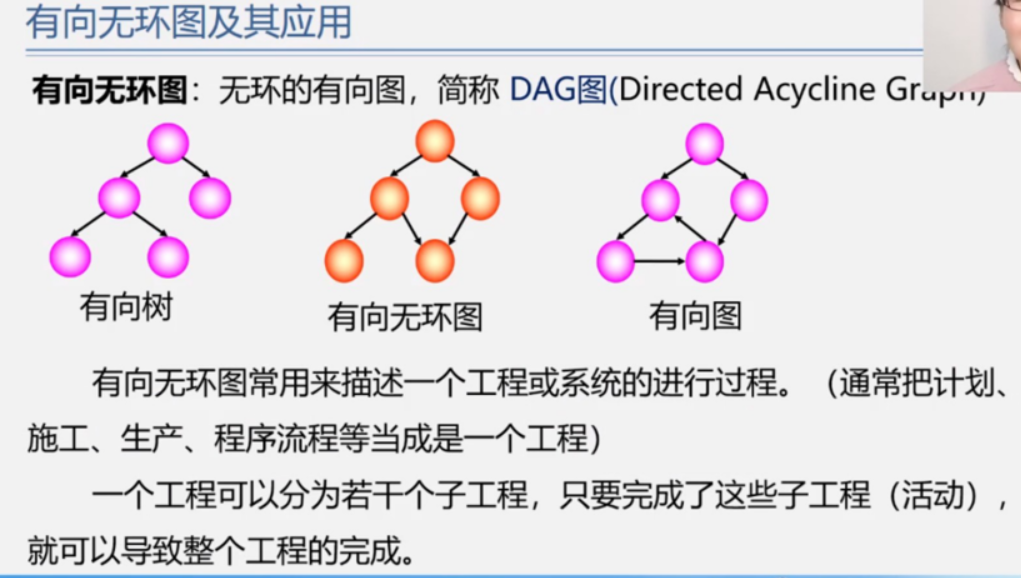 有向无环图及其应用
有向无环图：无环的有向图，简称 DAG图(Directed Acycline Graph)
有向树
有向无环图
有向图
有向无环图常用来描述一个工程或系统的进行过程。（通常把计划、
施工、生产、程序流程等当成是一个工程）
一个工程可以分为若干个子工程，只要完成了这些子工程（活动），
就可以导致整个工程的完成。